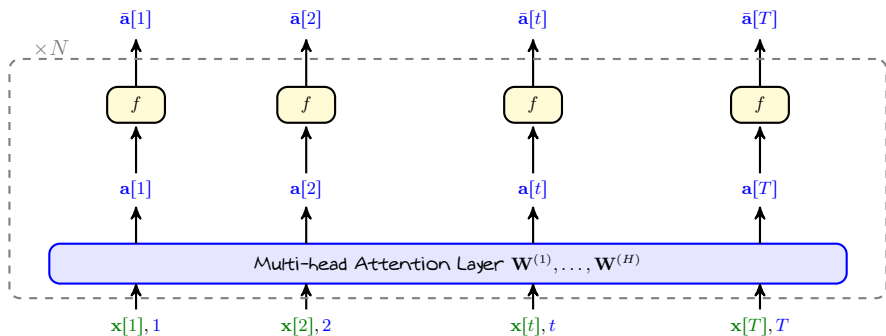 ā[1] ā[2] ā[t] ā[T]
×N
f f f f
a[1] a[2] a[t] a[T]
Multi-head Attention Layer W⁽¹⁾, . . . , W⁽ᴴ⁾
x[1], 1 x[2], 2 x[t], t x[T], T